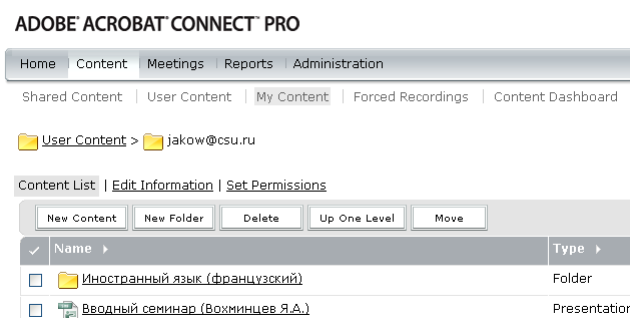 ADOBE® ACROBAT® CONNECT™ PRO
Home | Content | Meetings | Reports | Administration
Shared Content | User Content | My Content | Forced Recordings | Content Dashboard
User Content > jakow@csu.ru
Content List | Edit Information | Set Permissions
New Content New Folder Delete Up One Level Move
Name Type
Иностранный язык (французский) Folder
Вводный семинар (Вохминцев Я.А.) Presentation